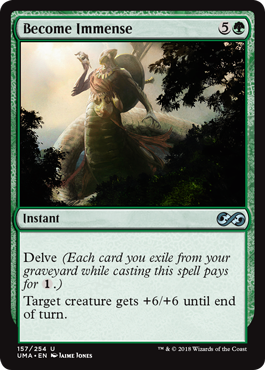 Become Immense 5
Instant
Delve (Each card you exile from your
graveyard while casting this spell pays
for 1.)
Target creature gets +6/+6 until end
of turn.
157/254 U
UMA • EN Jaime Jones
™ & © 2018 Wizards of the Coast